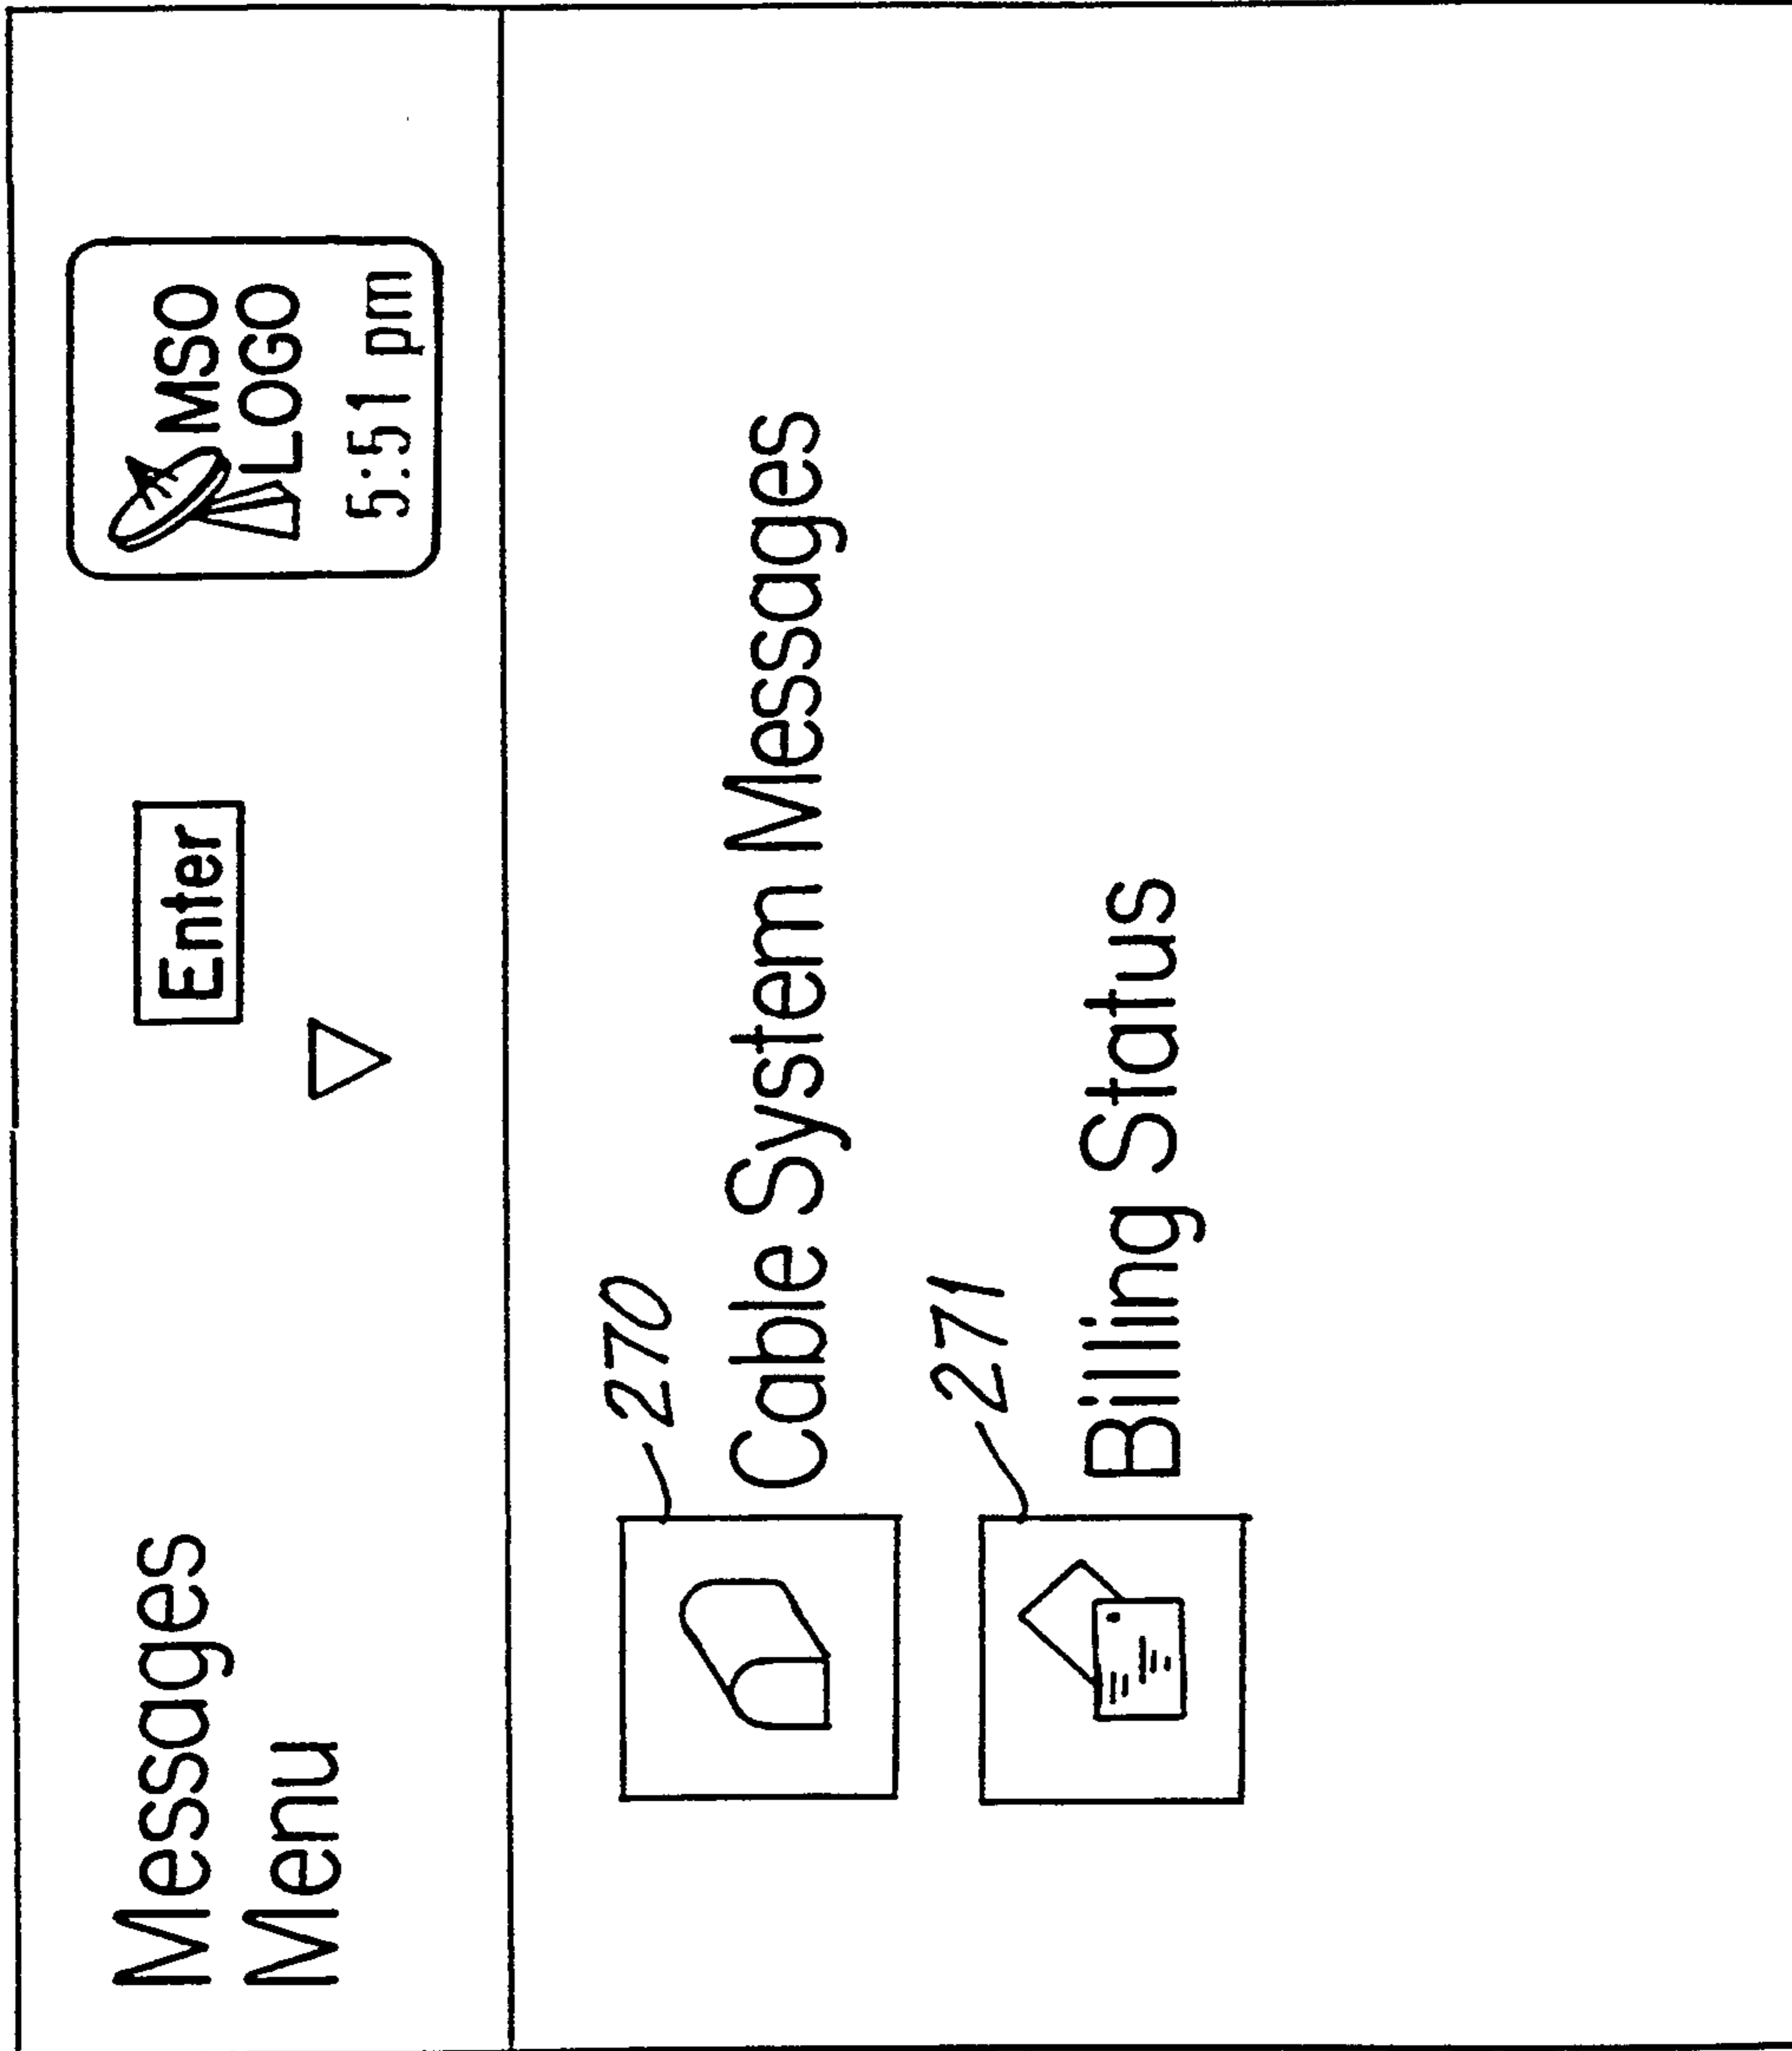 Messages
Menu
Enter
MSO
LOGO
5:51 pm
270
Cable System Messages
271
Billing Status